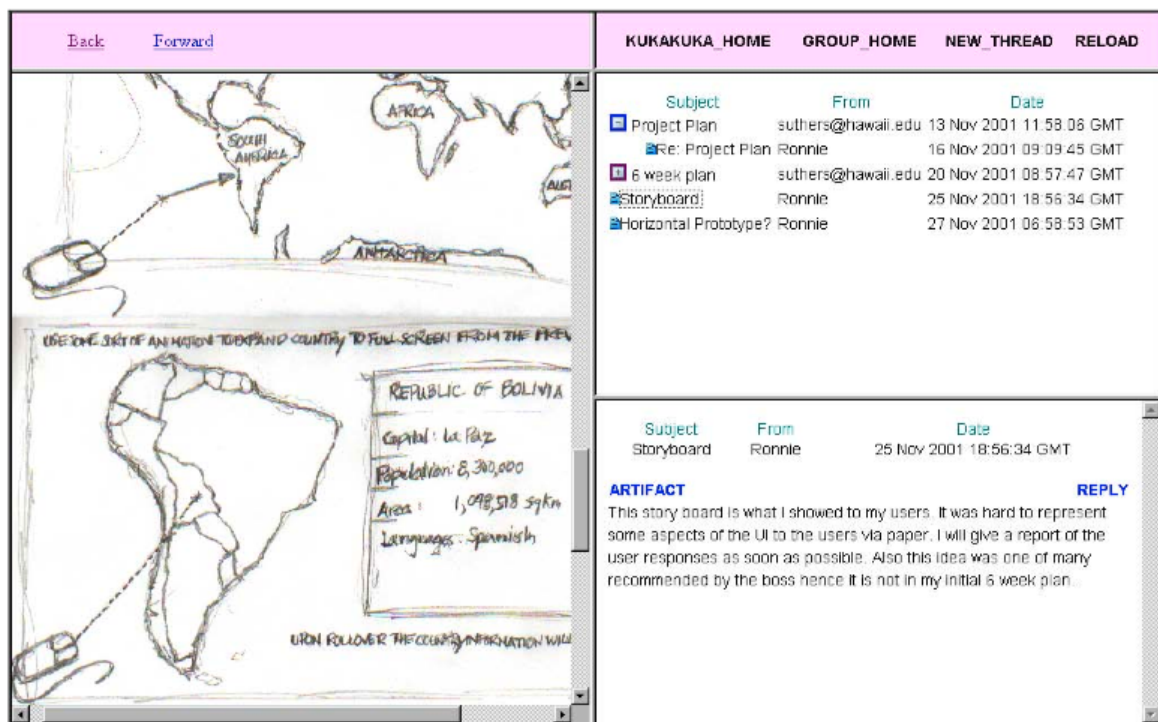 Back Forward
KUKAKUKA_HOME GROUP_HOME NEW_THREAD RELOAD
AFRICA
SOUTH AMERICA
ANTARCTICA
USE SOME SORT OF ANIMATION TO EXPAND COUNTRY TO FULL SCREEN FROM THE PREV
REPUBLIC OF BOLIVIA
Capital: La Paz
Population: 8,300,000
Area: 1,098,518 sqkm
Languages: Spanish
UPON ROLLOVER THE COUNTRY INFORMATION WILL
Subject From Date
Project Plan suthers@hawaii.edu 13 Nov 2001 11:58:06 GMT
Re: Project Plan Ronnie 16 Nov 2001 09:09:45 GMT
6 week plan suthers@hawaii.edu 20 Nov 2001 08:57:47 GMT
Storyboard Ronnie 25 Nov 2001 18:56:34 GMT
Horizontal Prototype? Ronnie 27 Nov 2001 06:58:53 GMT
Subject From Date
Storyboard Ronnie 25 Nov 2001 18:56:34 GMT
ARTIFACT REPLY
This story board is what I showed to my users. It was hard to represent
some aspects of the UI to the users via paper. I will give a report of the
user responses as soon as possible. Also this idea was one of many
recommended by the boss hence it is not in my initial 6 week plan.